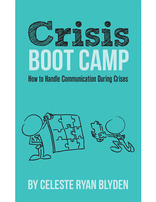 Crisis
BOOT CAMP
How to Handle Communication During Crises
BY CELESTE RYAN BLYDEN